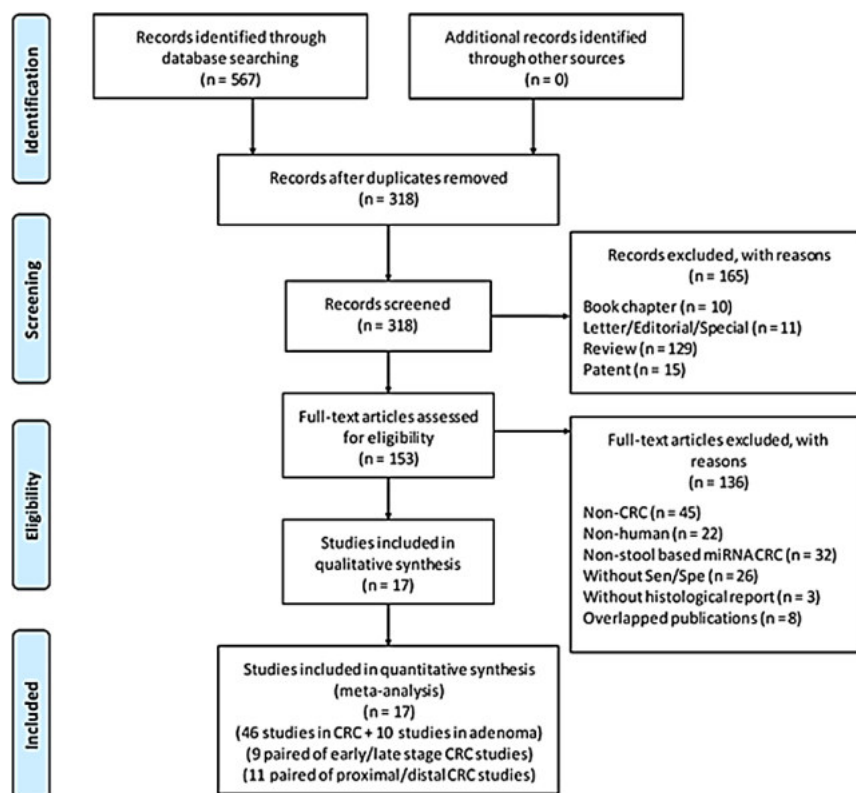 Identification
Records identified through
database searching
(n = 567)
Additional records identified
through other sources
(n = 0)
Records after duplicates removed
(n = 318)
Screening
Records screened
(n = 318)
Records excluded, with reasons
(n = 165)
Book chapter (n = 10)
Letter/Editorial/Special (n = 11)
Review (n = 129)
Patent (n = 15)
Eligibility
Full-text articles assessed
for eligibility
(n = 153)
Full-text articles excluded, with
reasons
(n = 136)
Non-CRC (n = 45)
Non-human (n = 22)
Non-stool based miRNA CRC (n = 32)
Without Sen/Spe (n = 26)
Without histological report (n = 3)
Overlapped publications (n = 8)
Studies included in
qualitative synthesis
(n = 17)
Included
Studies included in quantitative synthesis
(meta-analysis)
(n = 17)
(46 studies in CRC + 10 studies in adenoma)
(9 paired of early/late stage CRC studies)
(11 paired of proximal/distal CRC studies)